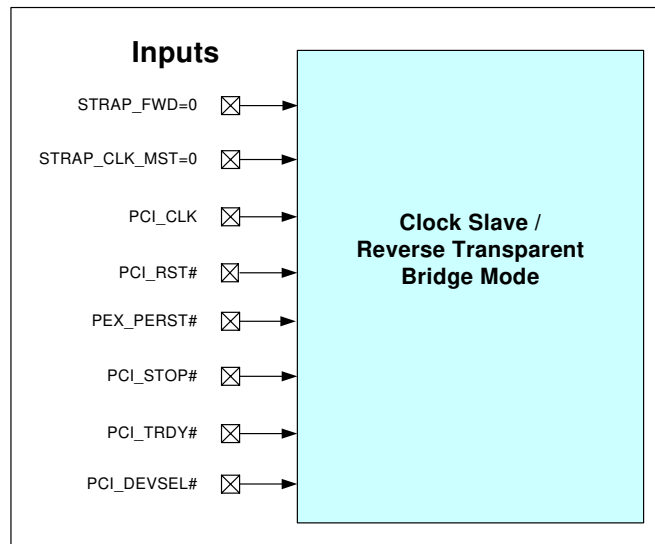 Inputs
STRAP_FWD=0
STRAP_CLK_MST=0
PCI_CLK
PCI_RST#
PEX_PERST#
PCI_STOP#
PCI_TRDY#
PCI_DEVSEL#
Clock Slave /
Reverse Transparent
Bridge Mode